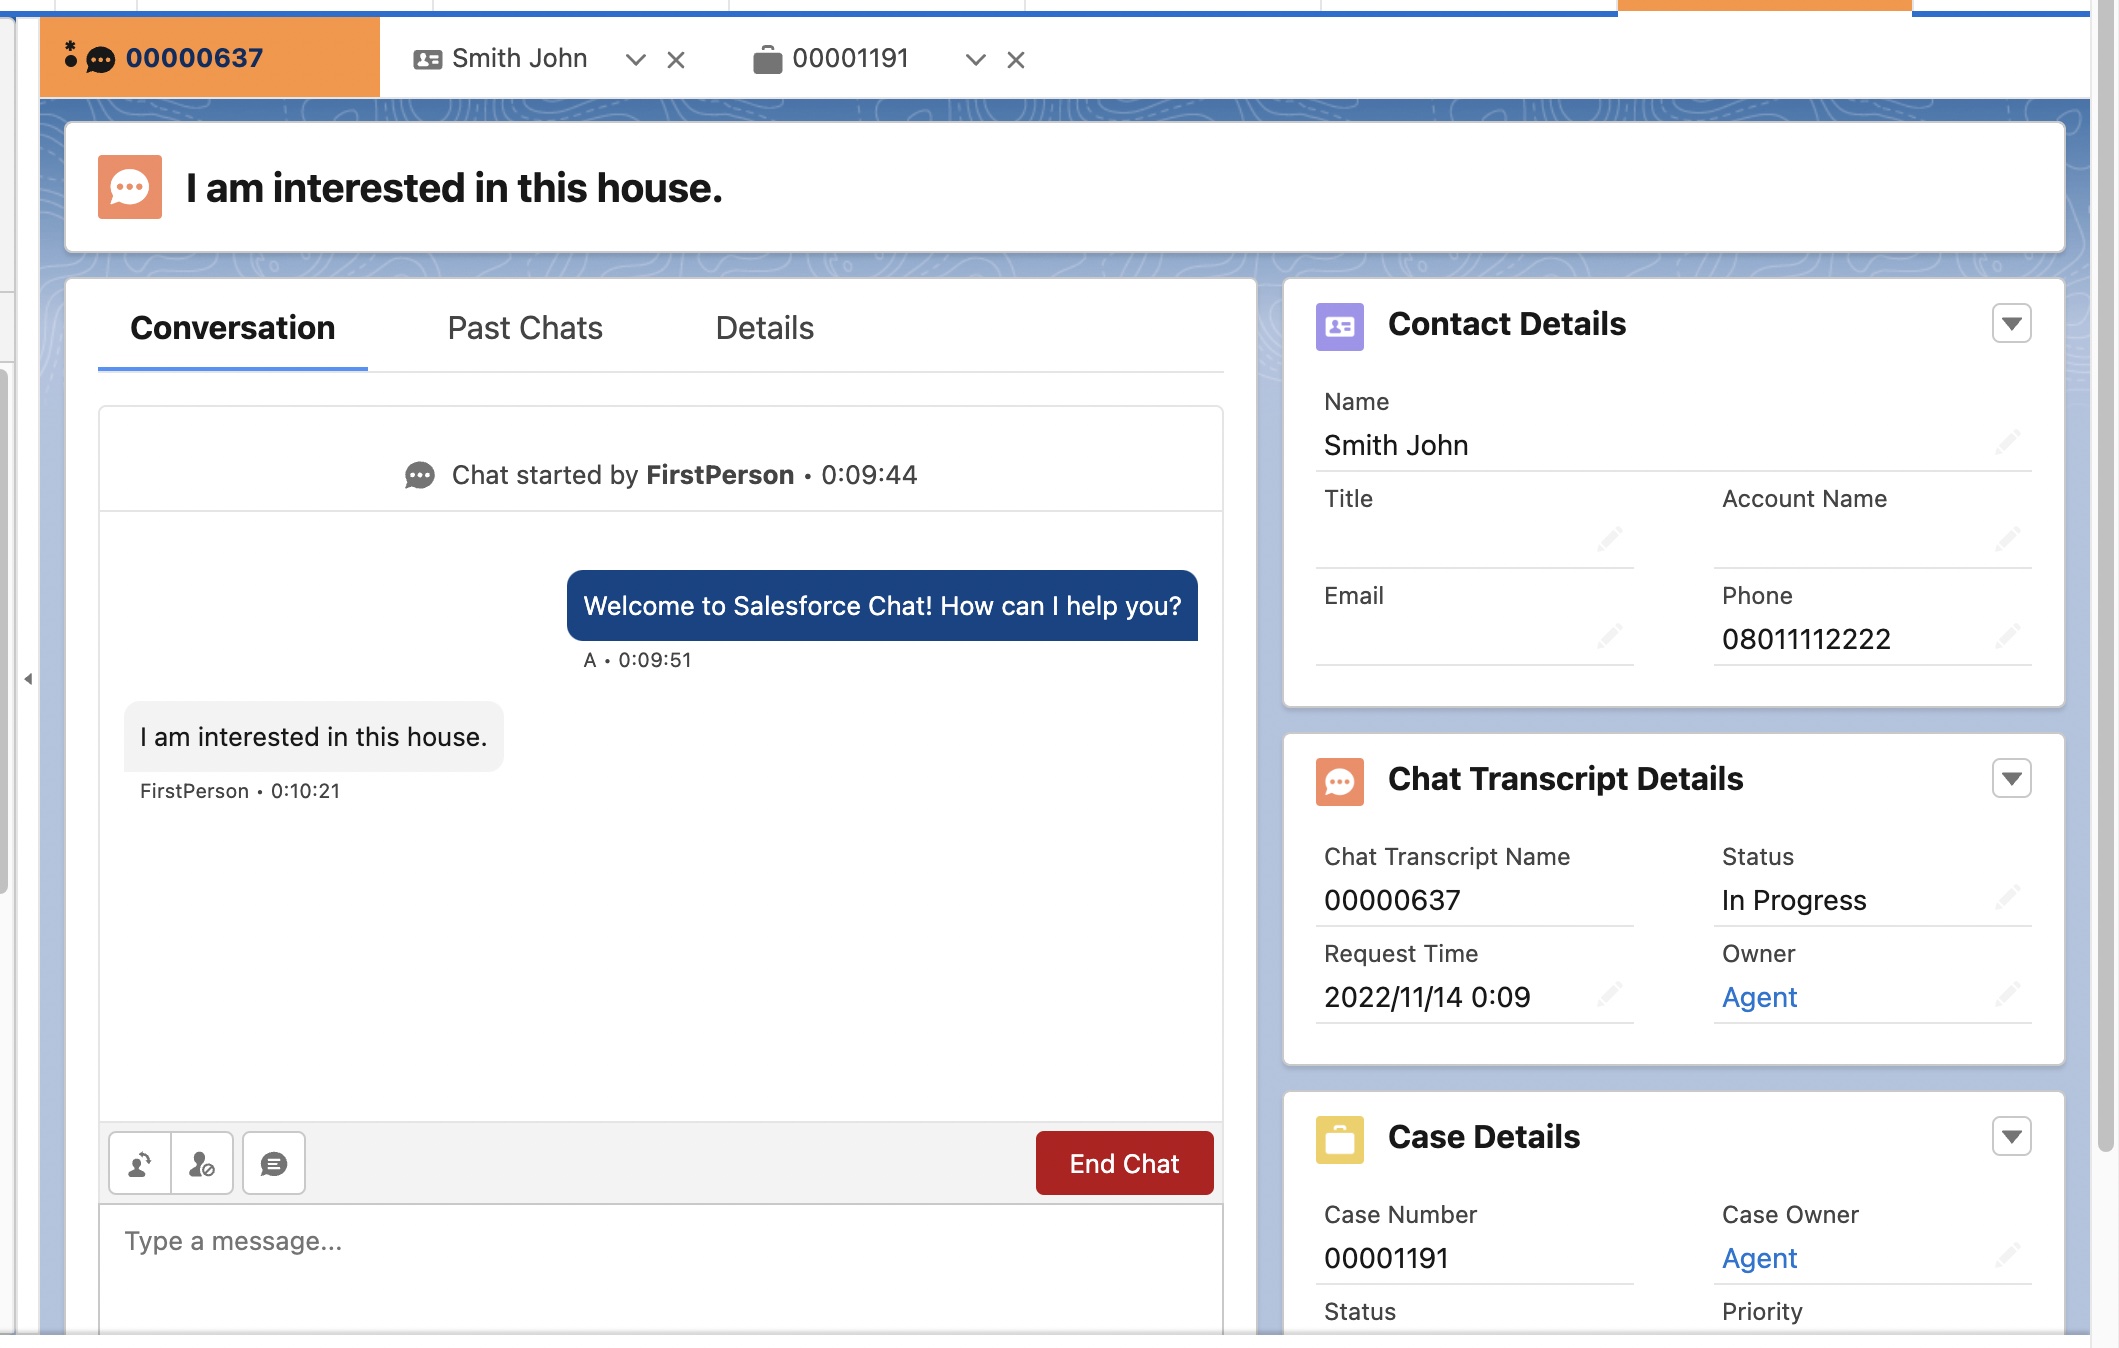 00000637
Smith John
00001191
I am interested in this house.
Conversation
Past Chats
Details
Chat started by FirstPerson • 0:09:44
Welcome to Salesforce Chat! How can I help you?
A • 0:09:51
I am interested in this house.
FirstPerson • 0:10:21
End Chat
Type a message...
Contact Details
Name
Smith John
Title
Account Name
Email
Phone
08011112222
Chat Transcript Details
Chat Transcript Name
Status
00000637
In Progress
Request Time
Owner
2022/11/14 0:09
Agent
Case Details
Case Number
Case Owner
00001191
Agent
Status
Priority